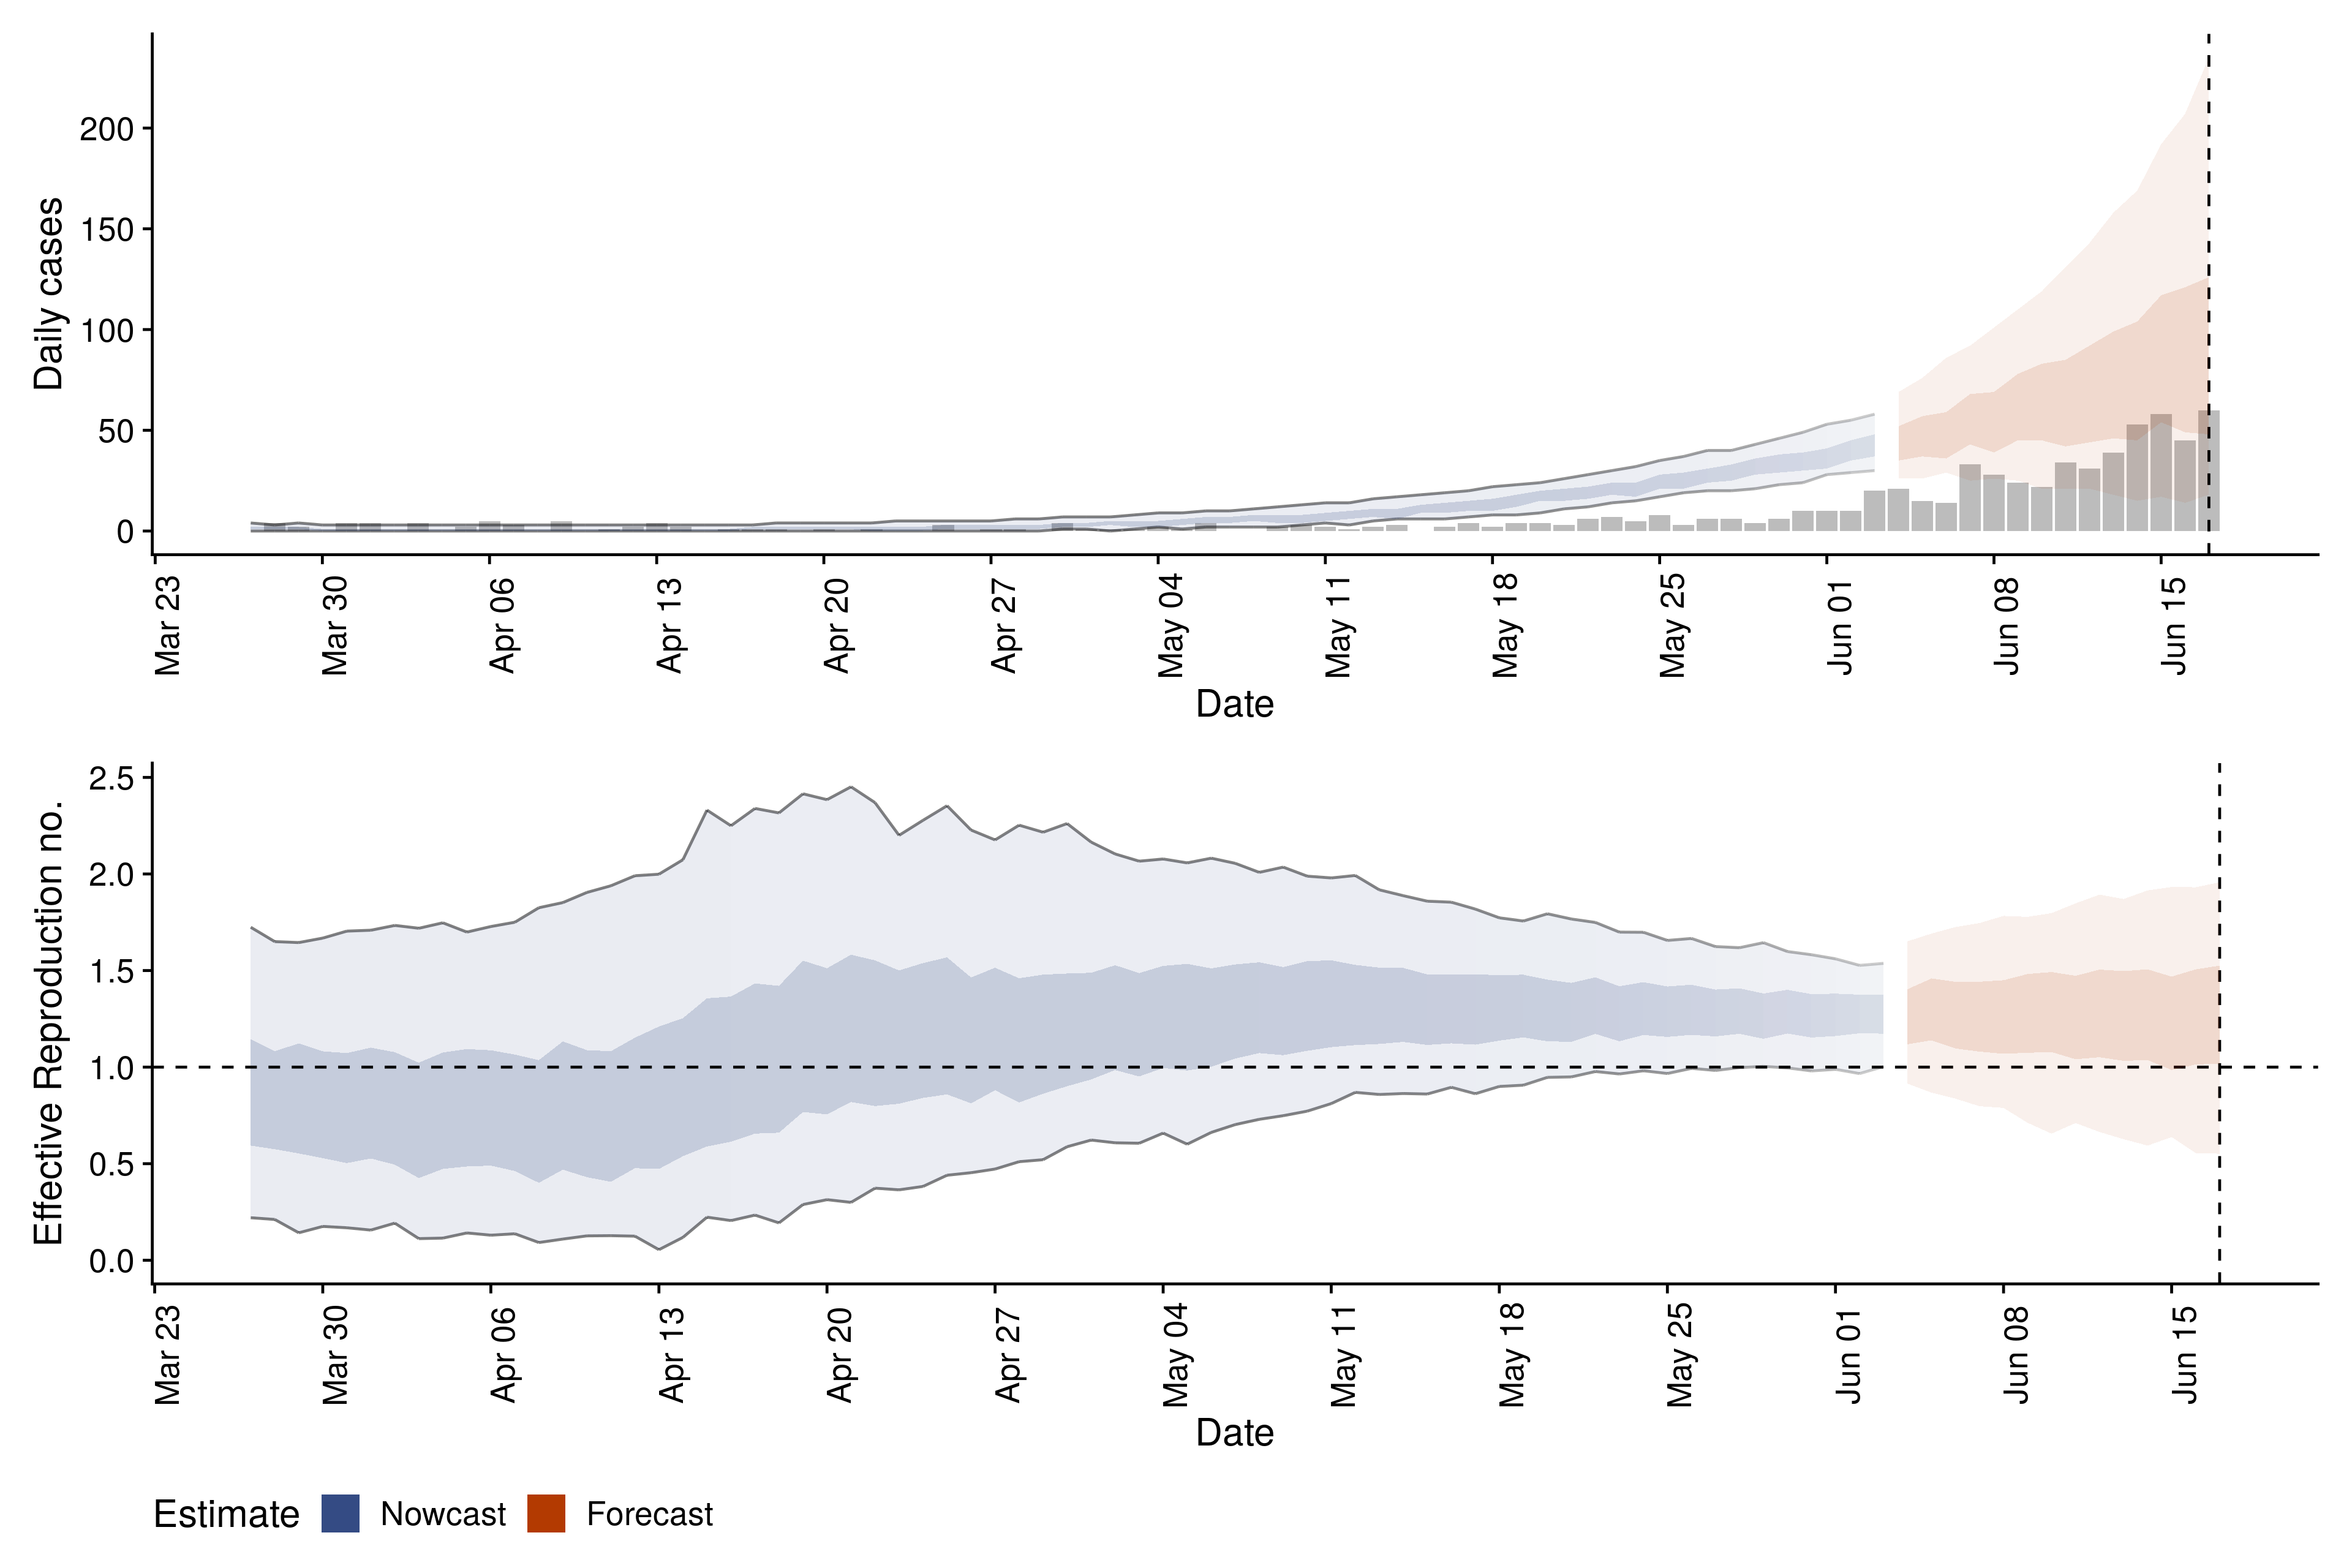 Daily cases
200
150
100
50
0
Mar 23
Mar 30
Apr 06
Apr 13
Apr 20
Apr 27
May 04
May 11
May 18
May 25
Jun 01
Jun 08
Jun 15
Date
Effective Reproduction no.
2.5
2.0
1.5
1.0
0.5
0.0
Mar 23
Mar 30
Apr 06
Apr 13
Apr 20
Apr 27
May 04
May 11
May 18
May 25
Jun 01
Jun 08
Jun 15
Date
Estimate Nowcast Forecast